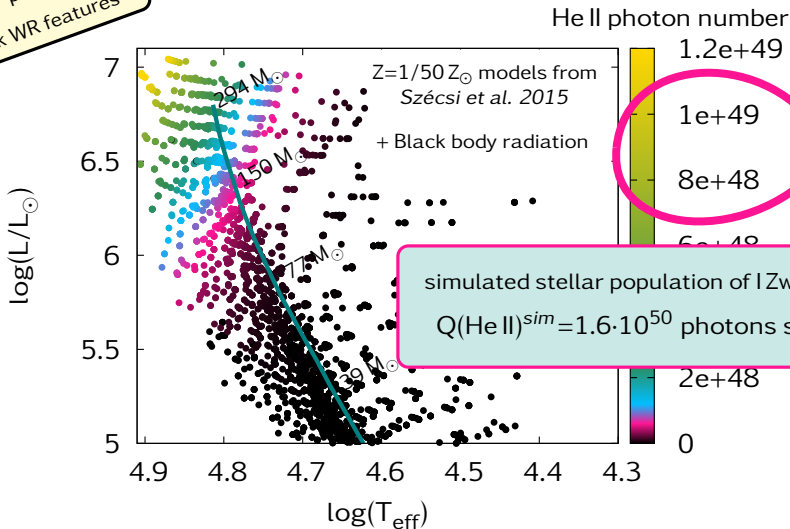 k WR features
He II photon number
Z=1/50 Z⊙ models from
Szécsi et al. 2015
+ Black body radiation
294 M⊙
150 M⊙
77 M⊙
39 M⊙
simulated stellar population of I Zw
Q(He II)^sim=1.6·10^50 photons s
log(L/L⊙)
7
6.5
6
5.5
5
4.9 4.8 4.7 4.6 4.5 4.4 4.3
log(T_eff)
1.2e+49
1e+49
8e+48
2e+48
0